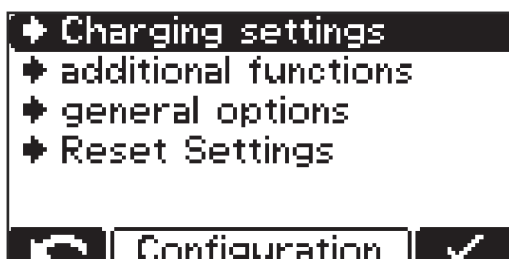 Charging settings
additional functions
general options
Reset Settings
Configuration